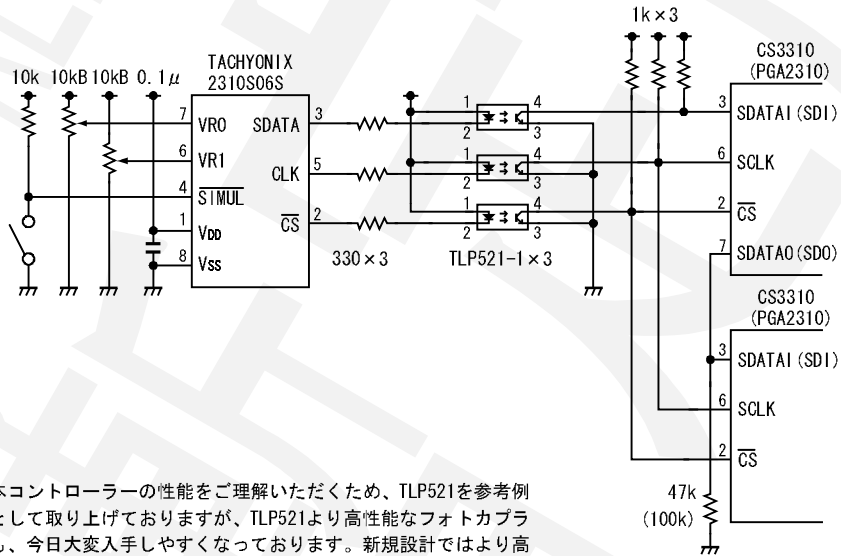 1k×3
CS3310
(PGA2310)
TACHYONIX
2310S06S
10k 10kB 10kB 0.1μ
7 VR0 SDATA 3
6 VR1
CLK 5
4 SIMUL
CS 2
1 VDD
8 VSS
330×3
1 4
2 3
1 4
2 3
1 4
2 3
TLP521-1×3
3 SDATAI(SDI)
6 SCLK
2 CS
7 SDATAO(SDO)
CS3310
(PGA2310)
3 SDATAI(SDI)
6 SCLK
2 CS
47k
(100k)
本コントローラーの性能をご理解いただくため、TLP521を参考例
として取り上げておりますが、TLP521より高性能なフォトカプラ
も、今日大変入手しやすくなっております。新規設計ではより高